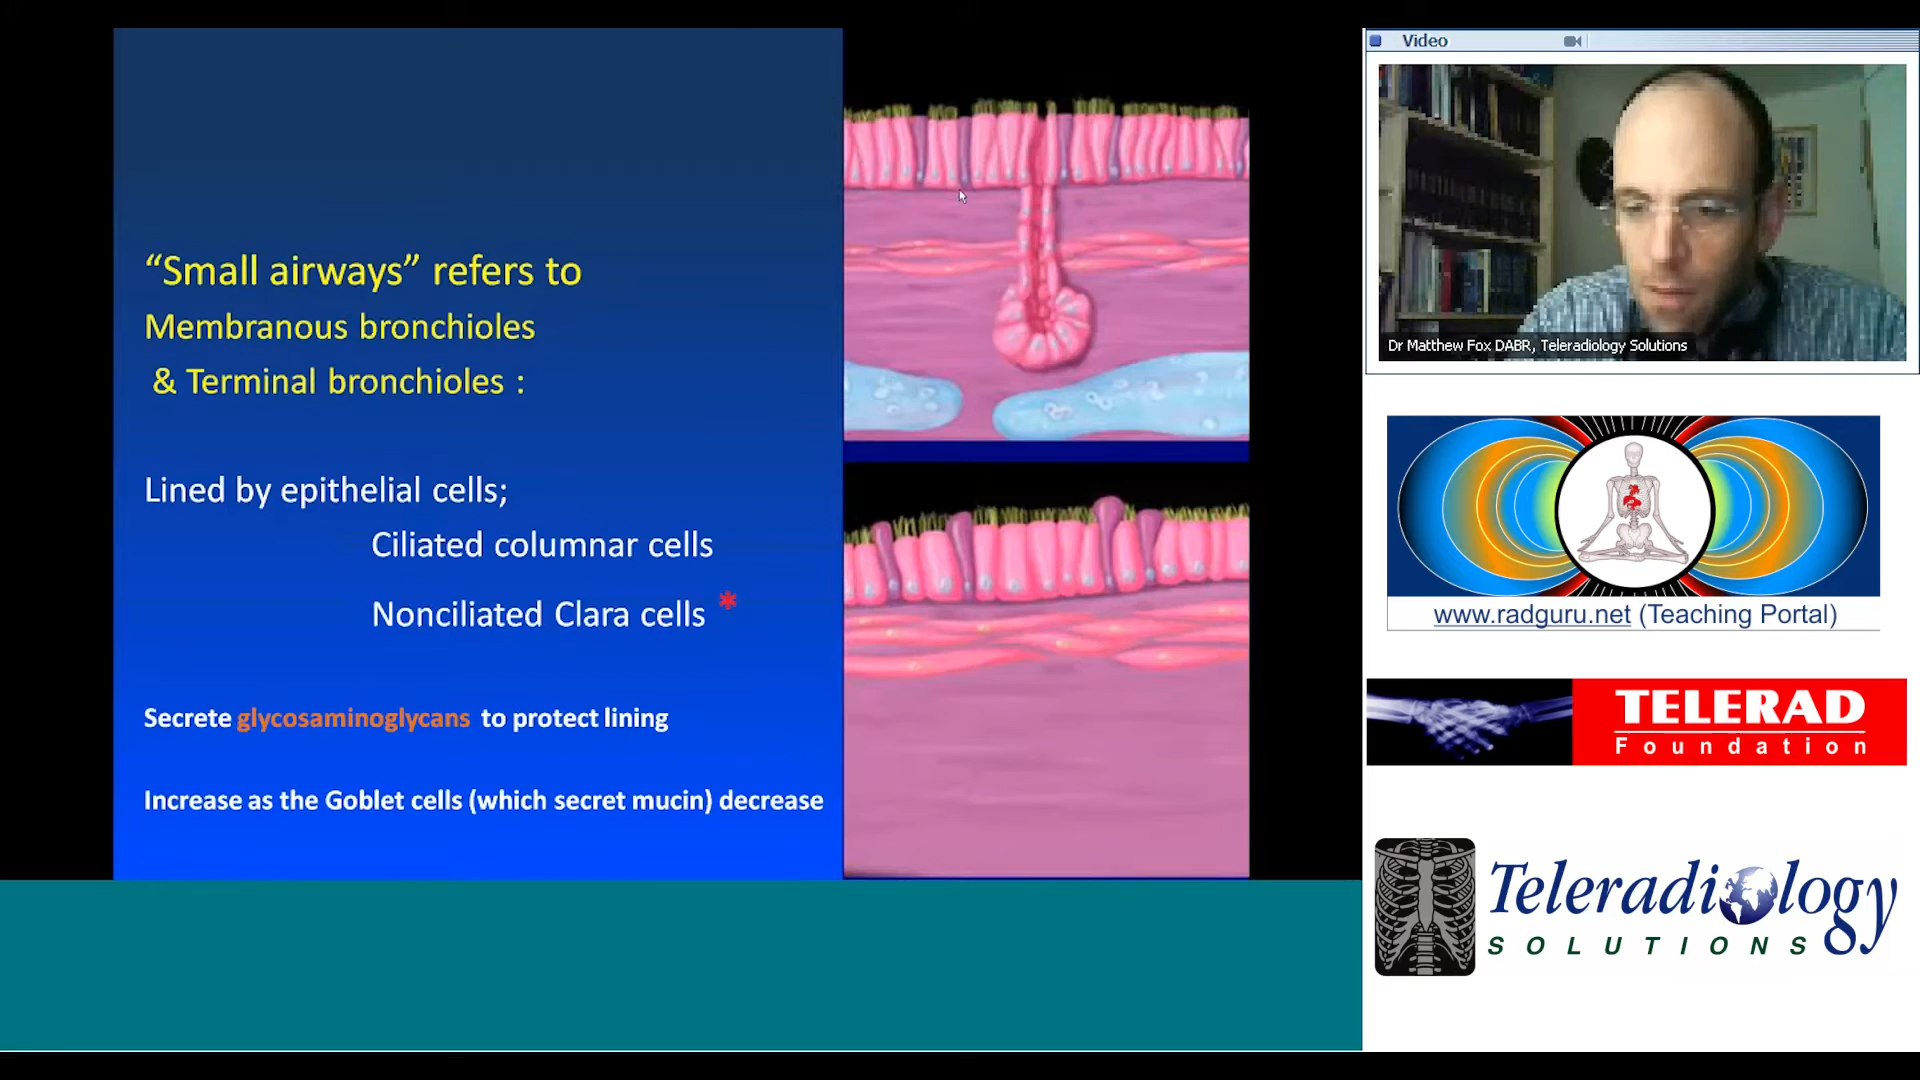 “Small airways” refers to
Membranous bronchioles
& Terminal bronchioles :
Lined by epithelial cells;
Ciliated columnar cells
Nonciliated Clara cells *
Secrete glycosaminoglycans to protect lining
Increase as the Goblet cells (which secret mucin) decrease
Video
Dr Matthew Fox DABR, Teleradiology Solutions
www.radguru.net (Teaching Portal)
TELERAD
Foundation
Teleradiology
SOLUTIONS